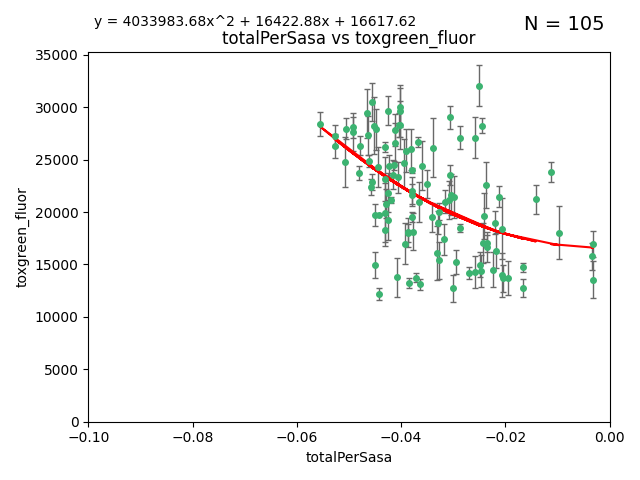 y = 4033983.68x^2 + 16422.88x + 16617.62
N = 105
totalPerSasa vs toxgreen_fluor
35000
30000
25000
20000
15000
10000
5000
0
toxgreen_fluor
−0.10 −0.08 −0.06 −0.04 −0.02 0.00
totalPerSasa